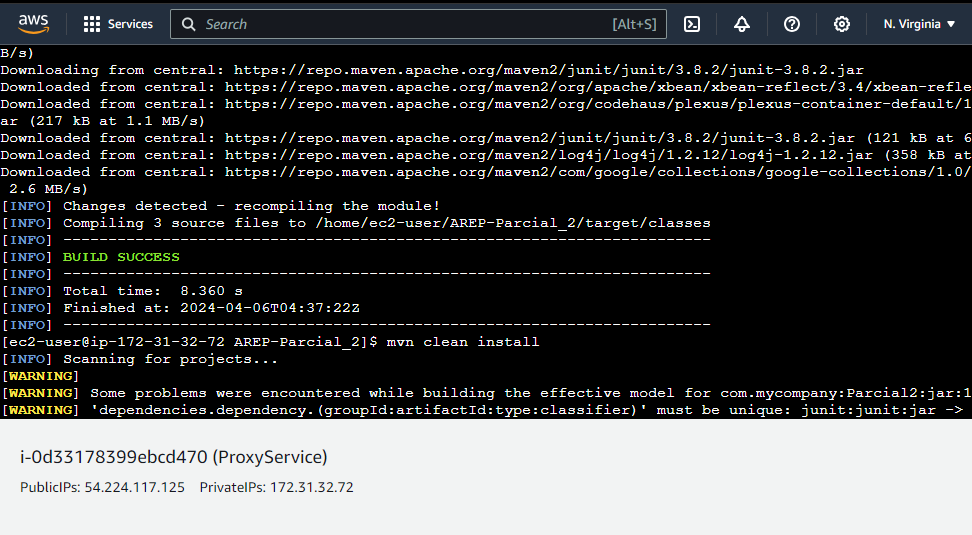 aws Services Search [Alt+S] N. Virginia
B/s)
Downloading from central: https://repo.maven.apache.org/maven2/junit/junit/3.8.2/junit-3.8.2.jar
Downloaded from central: https://repo.maven.apache.org/maven2/org/apache/xbean/xbean-reflect/3.4/xbean-refle
Downloaded from central: https://repo.maven.apache.org/maven2/org/codehaus/plexus/plexus-container-default/1
ar (217 kB at 1.1 MB/s)
Downloaded from central: https://repo.maven.apache.org/maven2/junit/junit/3.8.2/junit-3.8.2.jar (121 kB at 6
Downloaded from central: https://repo.maven.apache.org/maven2/log4j/log4j/1.2.12/log4j-1.2.12.jar (358 kB at
Downloaded from central: https://repo.maven.apache.org/maven2/com/google/collections/google-collections/1.0/
2.6 MB/s)
[INFO] Changes detected - recompiling the module!
[INFO] Compiling 3 source files to /home/ec2-user/AREP-Parcial_2/target/classes
[INFO] ------------------------------------------------------------------------
[INFO] BUILD SUCCESS
[INFO] ------------------------------------------------------------------------
[INFO] Total time:  8.360 s
[INFO] Finished at: 2024-04-06T04:37:22Z
[INFO] ------------------------------------------------------------------------
[ec2-user@ip-172-31-32-72 AREP-Parcial_2]$ mvn clean install
[INFO] Scanning for projects...
[WARNING]
[WARNING] Some problems were encountered while building the effective model for com.mycompany:Parcial2:jar:1
[WARNING] 'dependencies.dependency.(groupId:artifactId:type:classifier)' must be unique: junit:junit:jar ->
i-0d33178399ebcd470 (ProxyService)
PublicIPs: 54.224.117.125 PrivateIPs: 172.31.32.72